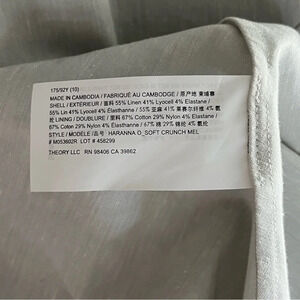 175/92Y (10)
MADE IN CAMBODIA / FABRIQUÉ AU CAMBODGE / 原产地 柬埔寨
SHELL / EXTÉRIEUR / 面料 55% Linen 41% Lyocell 4% Elastane /
55% Lin 41% Lyocell 4% Élasthanne / 55% 亚麻 41% 莱赛尔纤维 4% 氨
纶 LINING / DOUBLURE / 里料 67% Cotton 29% Nylon 4% Elastane /
67% Coton 29% Nylon 4% Élasthanne / 67% 棉 29% 锦纶 4% 氨纶
STYLE / MODÈLE / 品号 HARANNA O_SOFT CRUNCH MEL
# M053602R LOT # 458299
THEORY LLC RN 98406 CA 39862